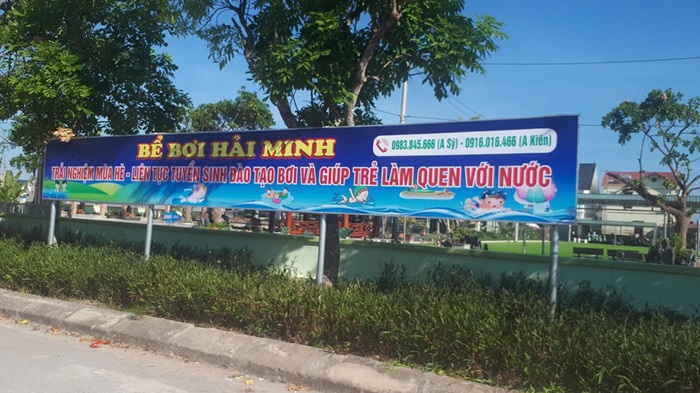 BỂ BƠI HẢI MINH
0983.845.666 (A Sỹ) - 0916.016.466 (A Kiên)
TRẢI NGHIỆM MÙA HÈ - LIÊN TỤC TUYỂN SINH ĐÀO TẠO BƠI VÀ GIÚP TRẺ LÀM QUEN VỚI NƯỚC